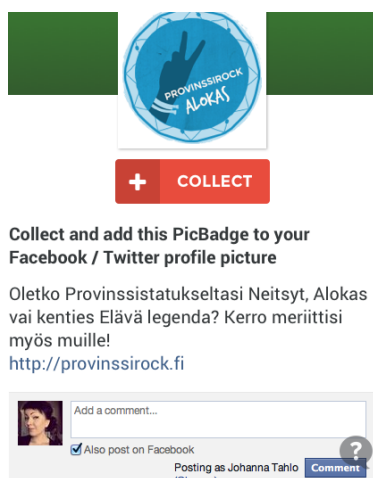 PROVINSSIROCK
ALOKAS
COLLECT
Collect and add this PicBadge to your
Facebook / Twitter profile picture
Oletko Provinssistatukseltasi Neitsyt, Alokas
vai kenties Elävä legenda? Kerro meriittisi
myös muille!
http://provinssirock.fi
Add a comment...
Also post on Facebook
Posting as Johanna Tahlo
Comment
?